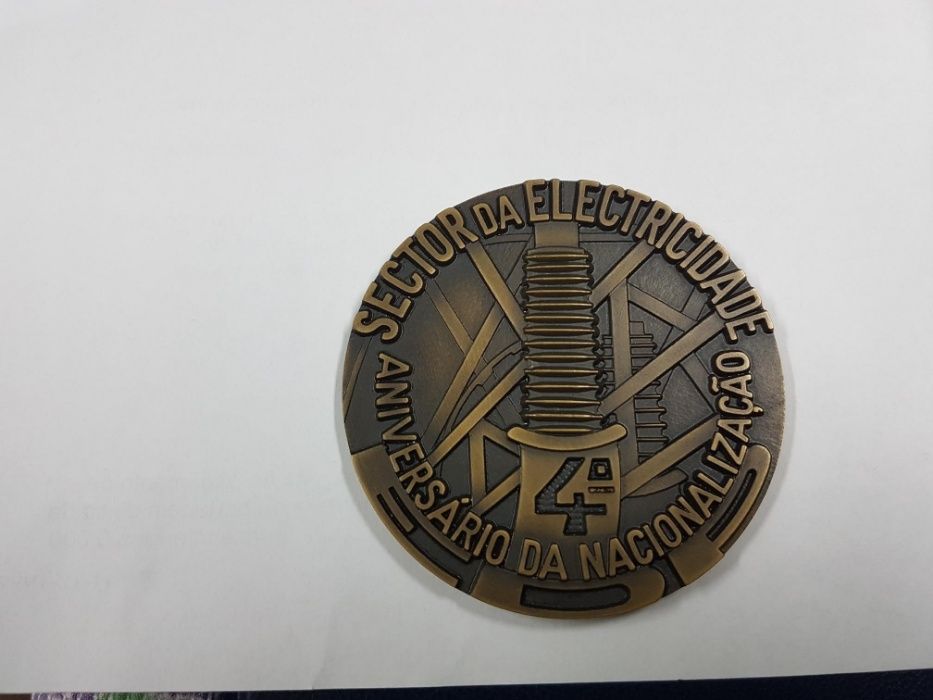 SECTOR DA ELECTRICIDADE
4º
ANIVERSÁRIO DA NACIONALIZAÇÃO